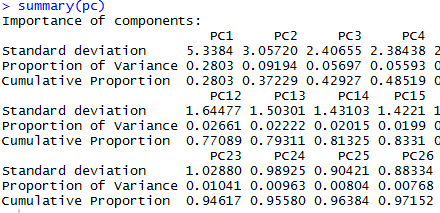 > summary(pc)
Importance of components:
PC1 PC2 PC3 PC4
Standard deviation 5.3384 3.05720 2.40655 2.38438 2
Proportion of Variance 0.2803 0.09194 0.05697 0.05593 0
Cumulative Proportion 0.2803 0.37229 0.42927 0.48519 0
PC12 PC13 PC14 PC15
Standard deviation 1.64477 1.50301 1.43103 1.4221 1
Proportion of Variance 0.02661 0.02222 0.02015 0.0199 0
Cumulative Proportion 0.77089 0.79311 0.81325 0.8331 0
PC23 PC24 PC25 PC26
Standard deviation 1.02880 0.98925 0.90421 0.88334
Proportion of Variance 0.01041 0.00963 0.00804 0.00768
Cumulative Proportion 0.94617 0.95580 0.96384 0.97152